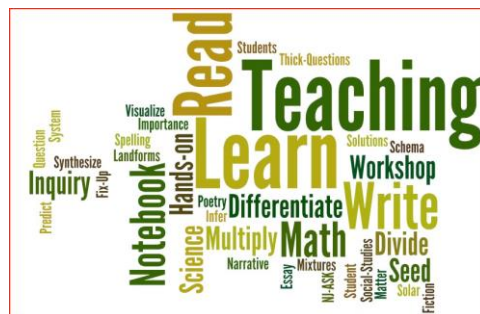 Students
Thick-Questions
Read
Teaching
Visualize
Importance
Question
System
Spelling
Landforms
Synthesize
Fix-Up
Inquiry
Predict
Notebook
Hands-on
Learn
Solutions
Schema
Workshop
Poetry
Infer
Differentiate
Write
Science
Multiply
Math
Divide
Narrative
Essay
Mixtures
NJ-ASK
Student
Social-Studies
Matter
Seed
Solar
Fiction